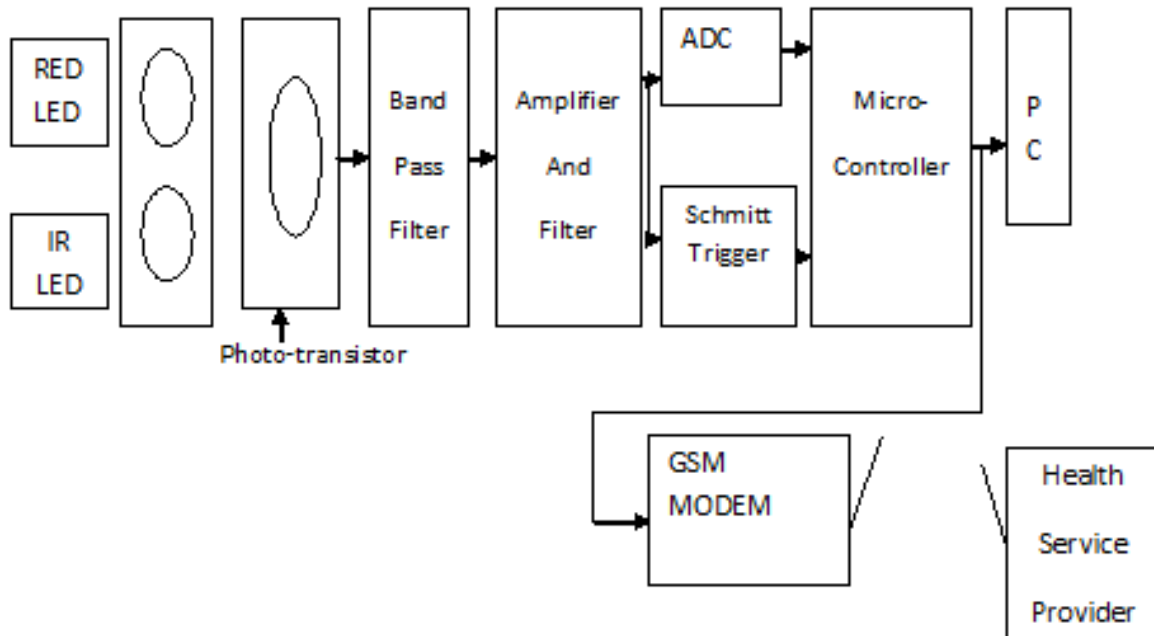 RED
LED
IR
LED
Photo-transistor
Band
Pass
Filter
Amplifier
And
Filter
ADC
Schmitt
Trigger
Micro-
Controller
P
C
GSM
MODEM
Health
Service
Provider